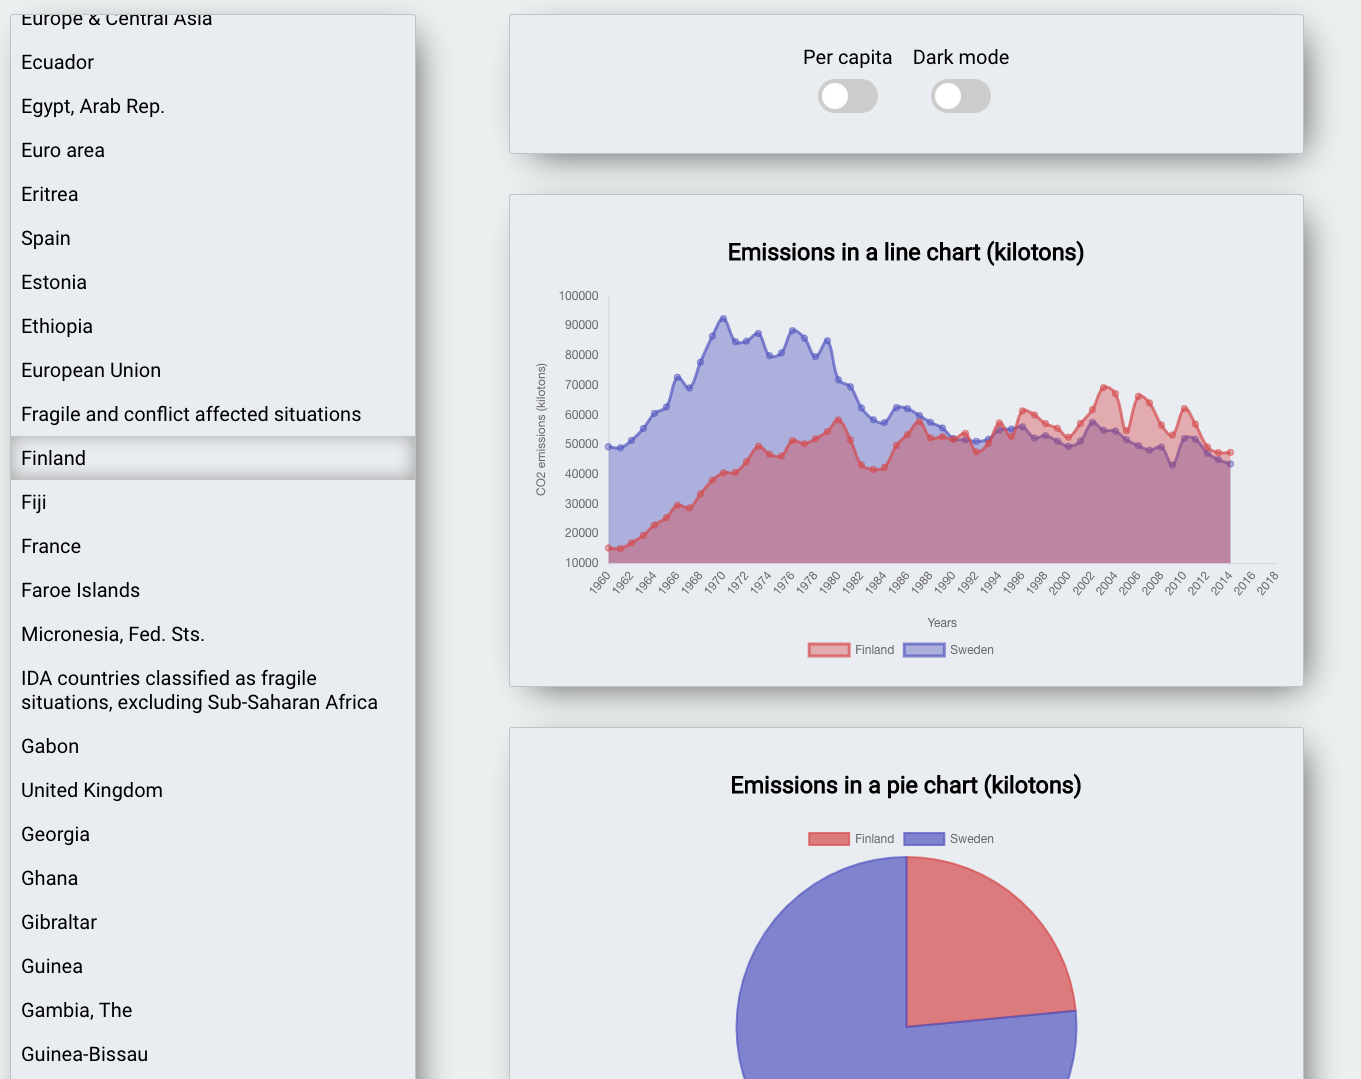 Europe & Central Asia
Ecuador
Egypt, Arab Rep.
Euro area
Eritrea
Spain
Estonia
Ethiopia
European Union
Fragile and conflict affected situations
Finland
Fiji
France
Faroe Islands
Micronesia, Fed. Sts.
IDA countries classified as fragile
situations, excluding Sub-Saharan Africa
Gabon
United Kingdom
Georgia
Ghana
Gibraltar
Guinea
Gambia, The
Guinea-Bissau
Per capita Dark mode
Emissions in a line chart (kilotons)
CO2 emissions (kilotons)
100000
90000
80000
70000
60000
50000
40000
30000
20000
10000
1960 1962 1964 1966 1968 1970 1972 1974 1976 1978 1980 1982 1984 1986 1988 1990 1992 1994 1996 1998 2000 2002 2004 2006 2008 2010 2012 2014 2016 2018
Years
Finland Sweden
Emissions in a pie chart (kilotons)
Finland Sweden